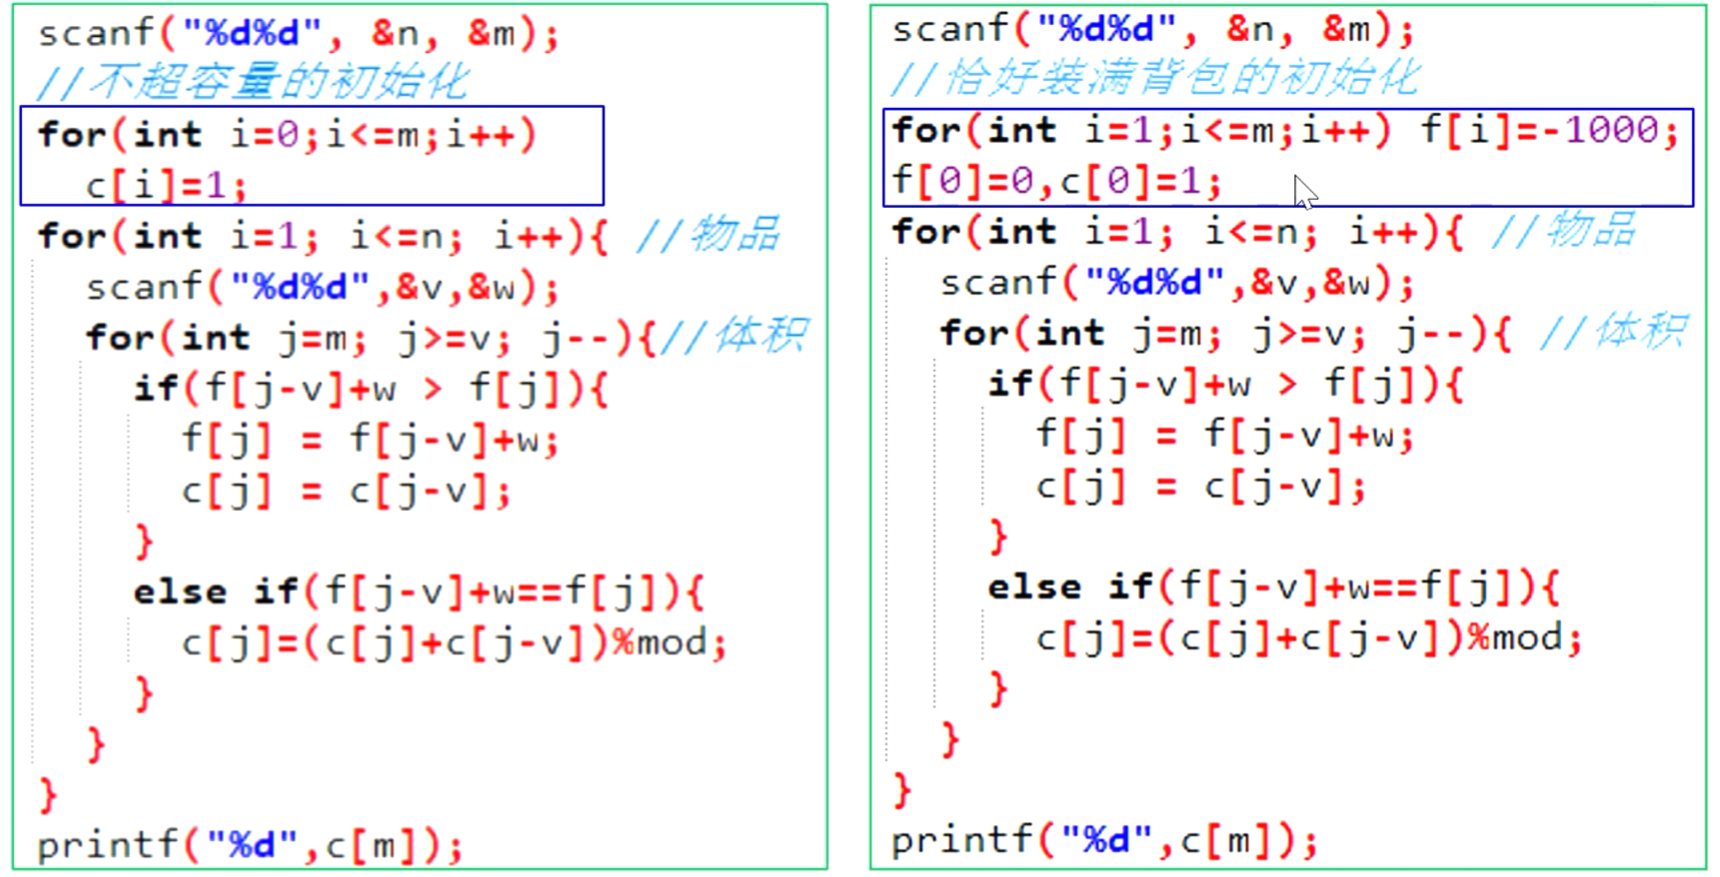 scanf("%d%d", &n, &m);
//不超容量的初始化
for(int i=0;i<=m;i++)
c[i]=1;
for(int i=1; i<=n; i++){ //物品
scanf("%d%d",&v,&w);
for(int j=m; j>=v; j--){//体积
if(f[j-v]+w > f[j]){
f[j] = f[j-v]+w;
c[j] = c[j-v];
}
else if(f[j-v]+w==f[j]){
c[j]=(c[j]+c[j-v])%mod;
}
}
}
printf("%d",c[m]);
scanf("%d%d", &n, &m);
//恰好装满背包的初始化
for(int i=1;i<=m;i++) f[i]=-1000;
f[0]=0,c[0]=1;
for(int i=1; i<=n; i++){ //物品
scanf("%d%d",&v,&w);
for(int j=m; j>=v; j--){ //体积
if(f[j-v]+w > f[j]){
f[j] = f[j-v]+w;
c[j] = c[j-v];
}
else if(f[j-v]+w==f[j]){
c[j]=(c[j]+c[j-v])%mod;
}
}
}
printf("%d",c[m]);